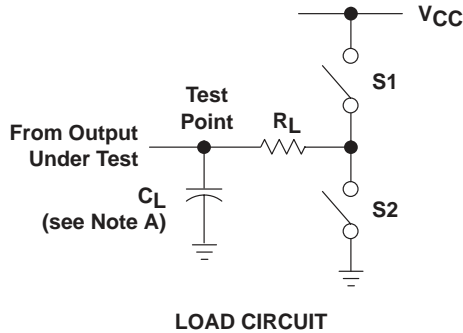 VCC
S1
Test
Point
RL
From Output
Under Test
CL
(see Note A)
S2
LOAD CIRCUIT